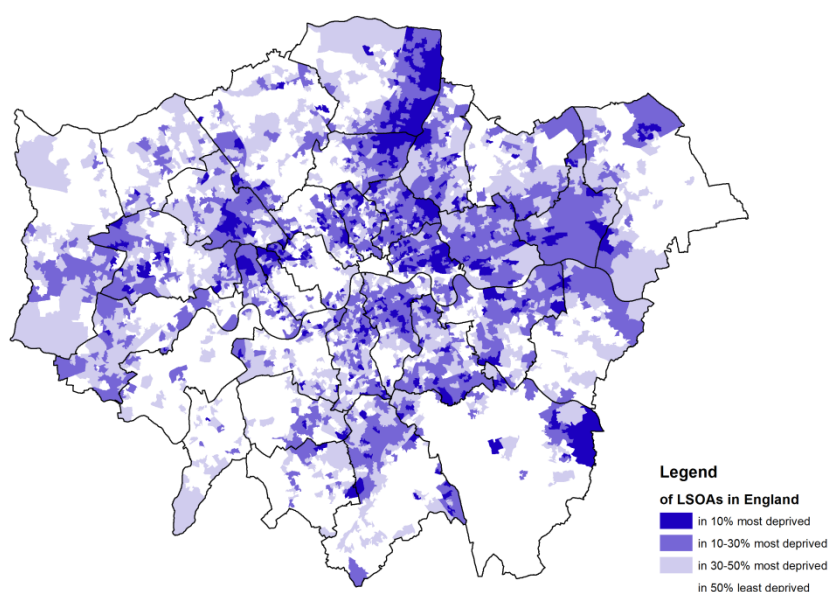 Legend
of LSOAs in England
in 10% most deprived
in 10-30% most deprived
in 30-50% most deprived
in 50% least deprived